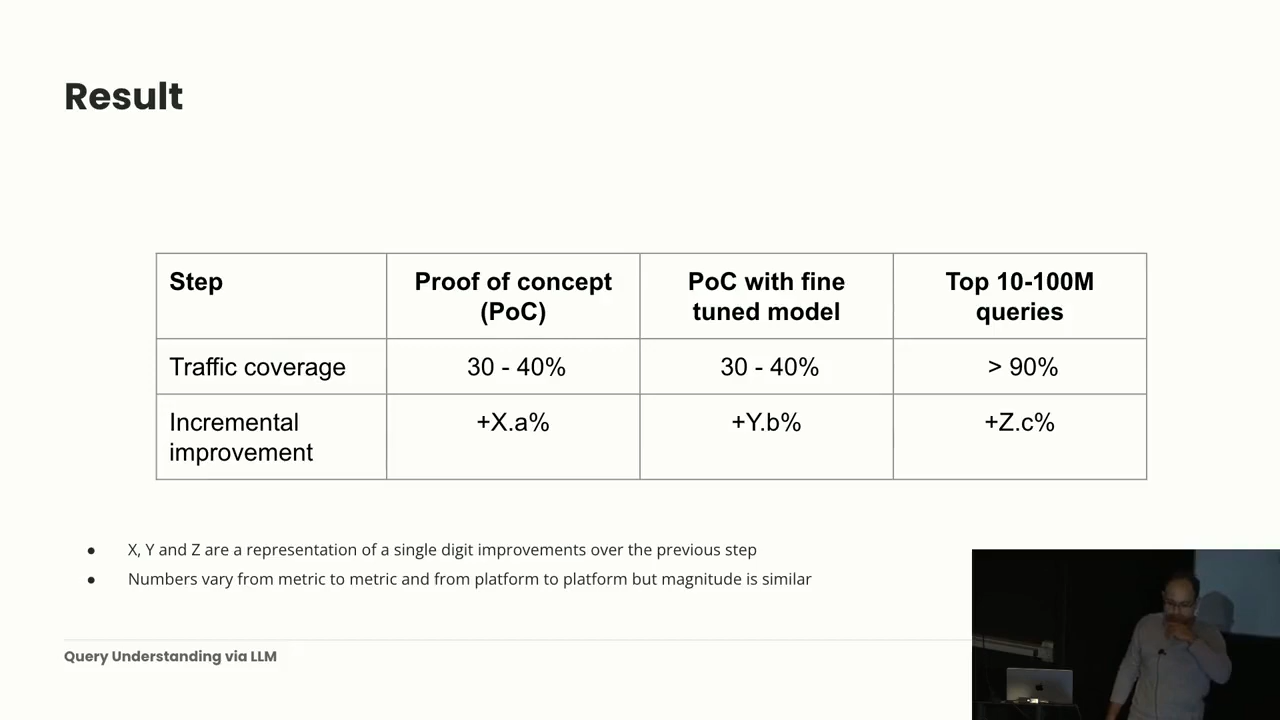 Result
Step
Proof of concept
(PoC)
PoC with fine
tuned model
Top 10-100M
queries
Traffic coverage
30 - 40%
30 - 40%
> 90%
Incremental
improvement
+X.a%
+Y.b%
+Z.c%
● X, Y and Z are a representation of a single digit improvements over the previous step
● Numbers vary from metric to metric and from platform to platform but magnitude is similar
Query Understanding via LLM